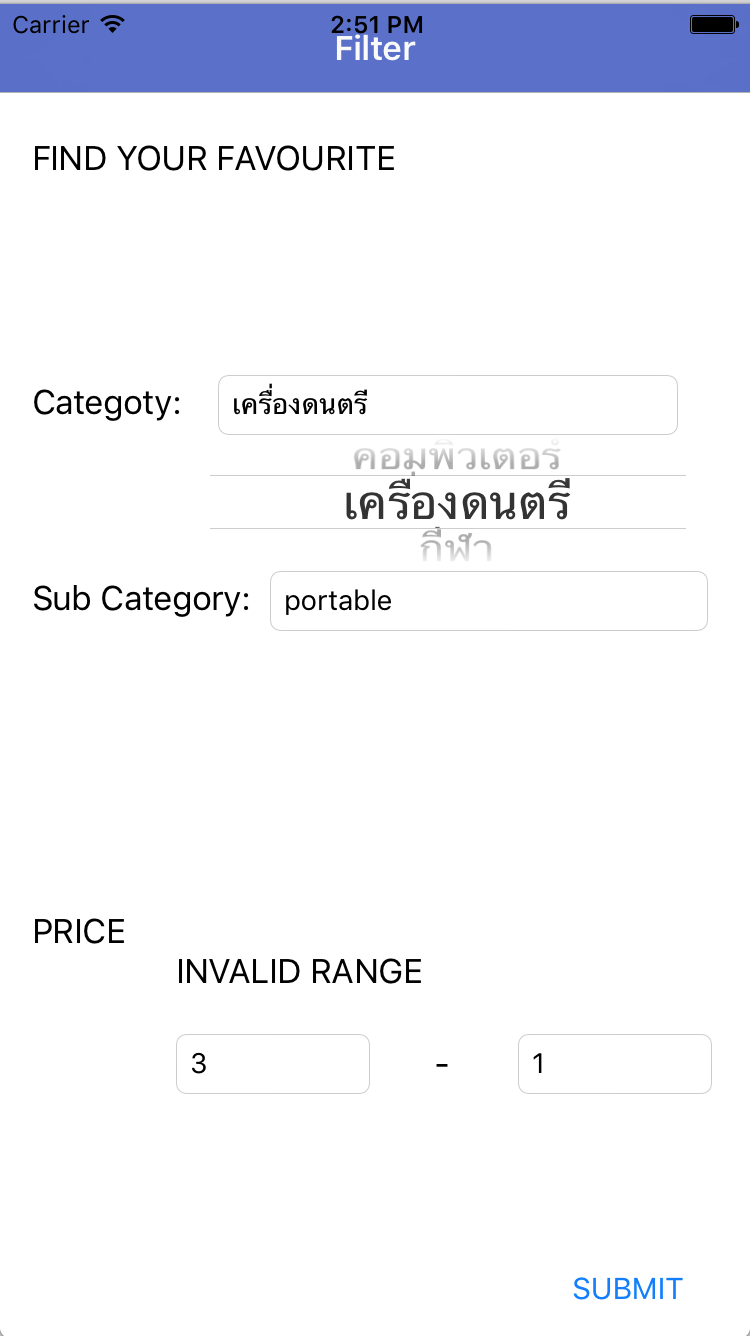 Carrier 2:51 PM
Filter
FIND YOUR FAVOURITE
Categoty: เครื่องดนตรี
คอมพิวเตอร์
เครื่องดนตรี
กีฬา
Sub Category: portable
PRICE
INVALID RANGE
3 - 1
SUBMIT